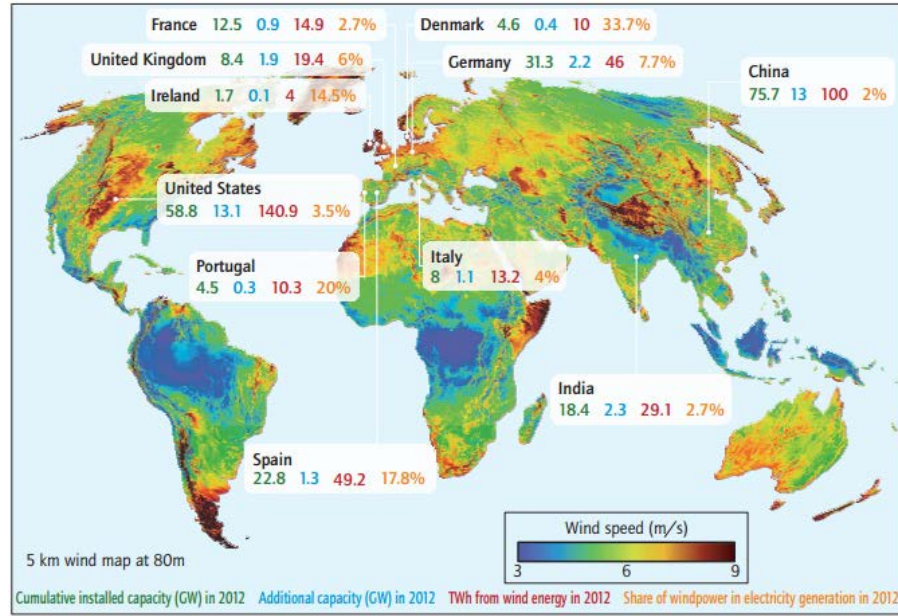 France 12.5 0.9 14.9 2.7%
Denmark 4.6 0.4 10 33.7%
United Kingdom 8.4 1.9 19.4 6%
Germany 31.3 2.2 46 7.7%
China
75.7 13 100 2%
Ireland 1.7 0.1 4 14.5%
United States
58.8 13.1 140.9 3.5%
Portugal
4.5 0.3 10.3 20%
Italy
8 1.1 13.2 4%
India
18.4 2.3 29.1 2.7%
Spain
22.8 1.3 49.2 17.8%
Wind speed (m/s)
3 6 9
5 km wind map at 80m
Cumulative installed capacity (GW) in 2012 Additional capacity (GW) in 2012 TWh from wind energy in 2012 Share of windpower in electricity generation in 2012